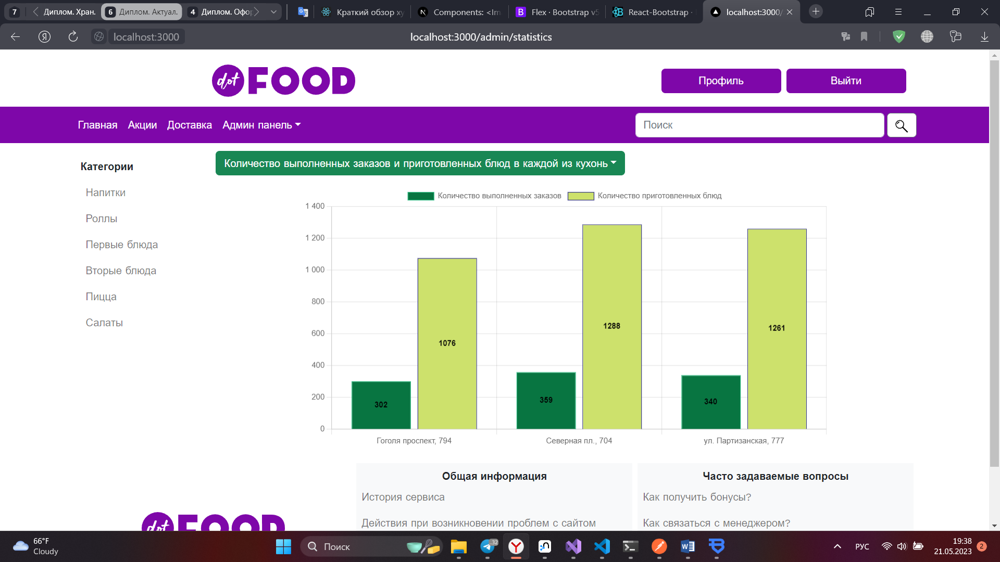 7 Диплом. Хран. 6 Диплом. Актуал. 4 Диплом. Офор Краткий обзор ху Components: <Im Flex · Bootstrap v5 React-Bootstrap · localhost:3000/
localhost:3000 localhost:3000/admin/statistics
dot FOOD Профиль Выйти
Главная Акции Доставка Админ панель Поиск
Категории
Напитки
Роллы
Первые блюда
Вторые блюда
Пицца
Салаты
Количество выполненных заказов и приготовленных блюд в каждой из кухонь
Количество выполненных заказов Количество приготовленных блюд
1 400
1 200
1 000
800
600
400
200
0
302 1076 359 1288 340 1261
Гоголя проспект, 794 Северная пл., 704 ул. Партизанская, 777
Общая информация
История сервиса
Действия при возникновении проблем с сайтом
Часто задаваемые вопросы
Как получить бонусы?
Как связаться с менеджером?
dot FOOD
66°F
Cloudy
Поиск
..32
РУС
19:38
21.05.2023
2